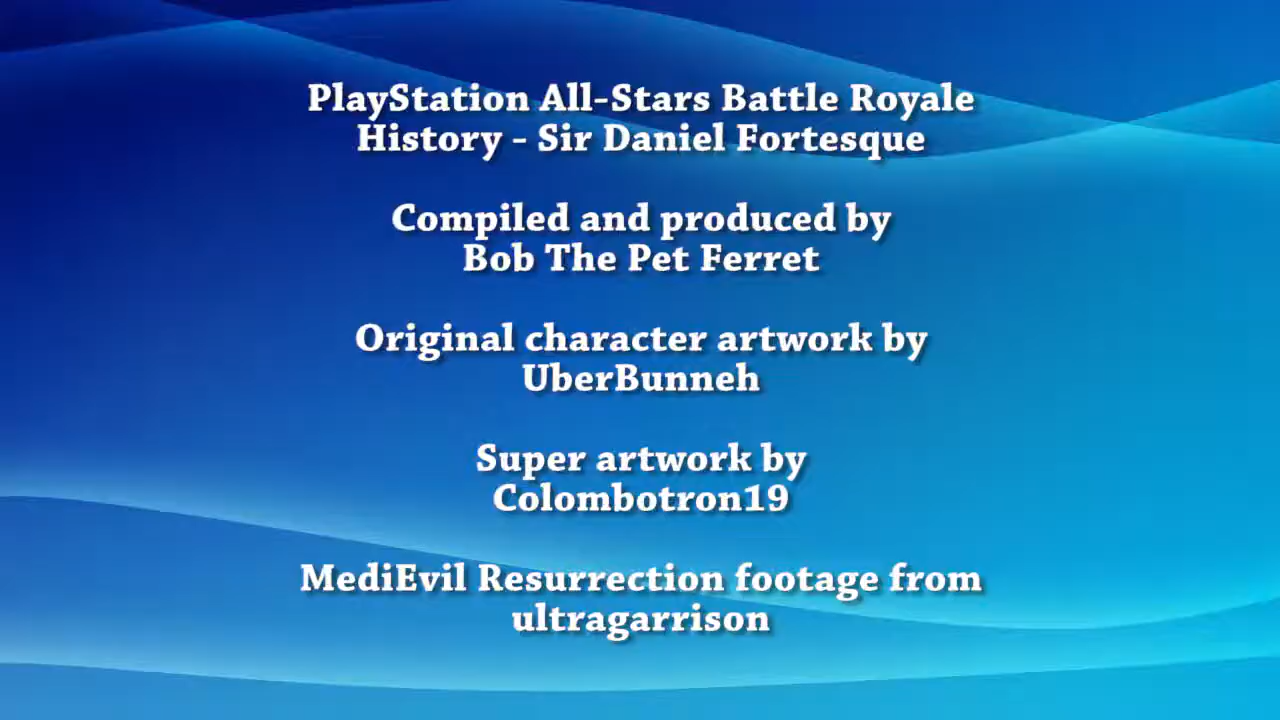 PlayStation All-Stars Battle Royale
History - Sir Daniel Fortesque
Compiled and produced by
Bob The Pet Ferret
Original character artwork by
UberBunneh
Super artwork by
Colombotron19
MediEvil Resurrection footage from
ultragarrison